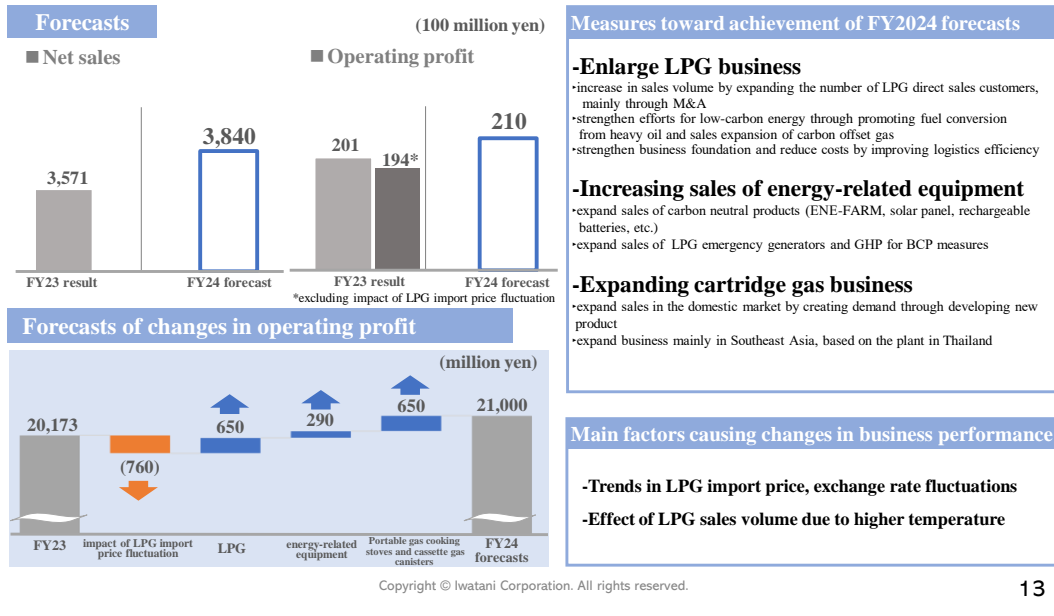 Forecasts
(100 million yen)
■Net sales
■Operating profit
3,571
3,840
201
194*
210
FY23 result
FY24 forecast
FY23 result
FY24 forecast
*excluding impact of LPG import price fluctuation
Forecasts of changes in operating profit
(million yen)
20,173
(760)
650
290
650
21,000
FY23
impact of LPG import
price fluctuation
LPG
energy-related
equipment
Portable gas cooking
stoves and cassette gas
canisters
FY24
forecasts
Measures toward achievement of FY2024 forecasts
-Enlarge LPG business
‣increase in sales volume by expanding the number of LPG direct sales customers,
mainly through M&A
‣strengthen efforts for low-carbon energy through promoting fuel conversion
from heavy oil and sales expansion of carbon offset gas
‣strengthen business foundation and reduce costs by improving logistics efficiency
-Increasing sales of energy-related equipment
‣expand sales of carbon neutral products (ENE-FARM, solar panel, rechargeable
batteries, etc.)
‣expand sales of LPG emergency generators and GHP for BCP measures
-Expanding cartridge gas business
‣expand sales in the domestic market by creating demand through developing new
product
‣expand business mainly in Southeast Asia, based on the plant in Thailand
Main factors causing changes in business performance
-Trends in LPG import price, exchange rate fluctuations
-Effect of LPG sales volume due to higher temperature
Copyright © Iwatani Corporation. All rights reserved.
13